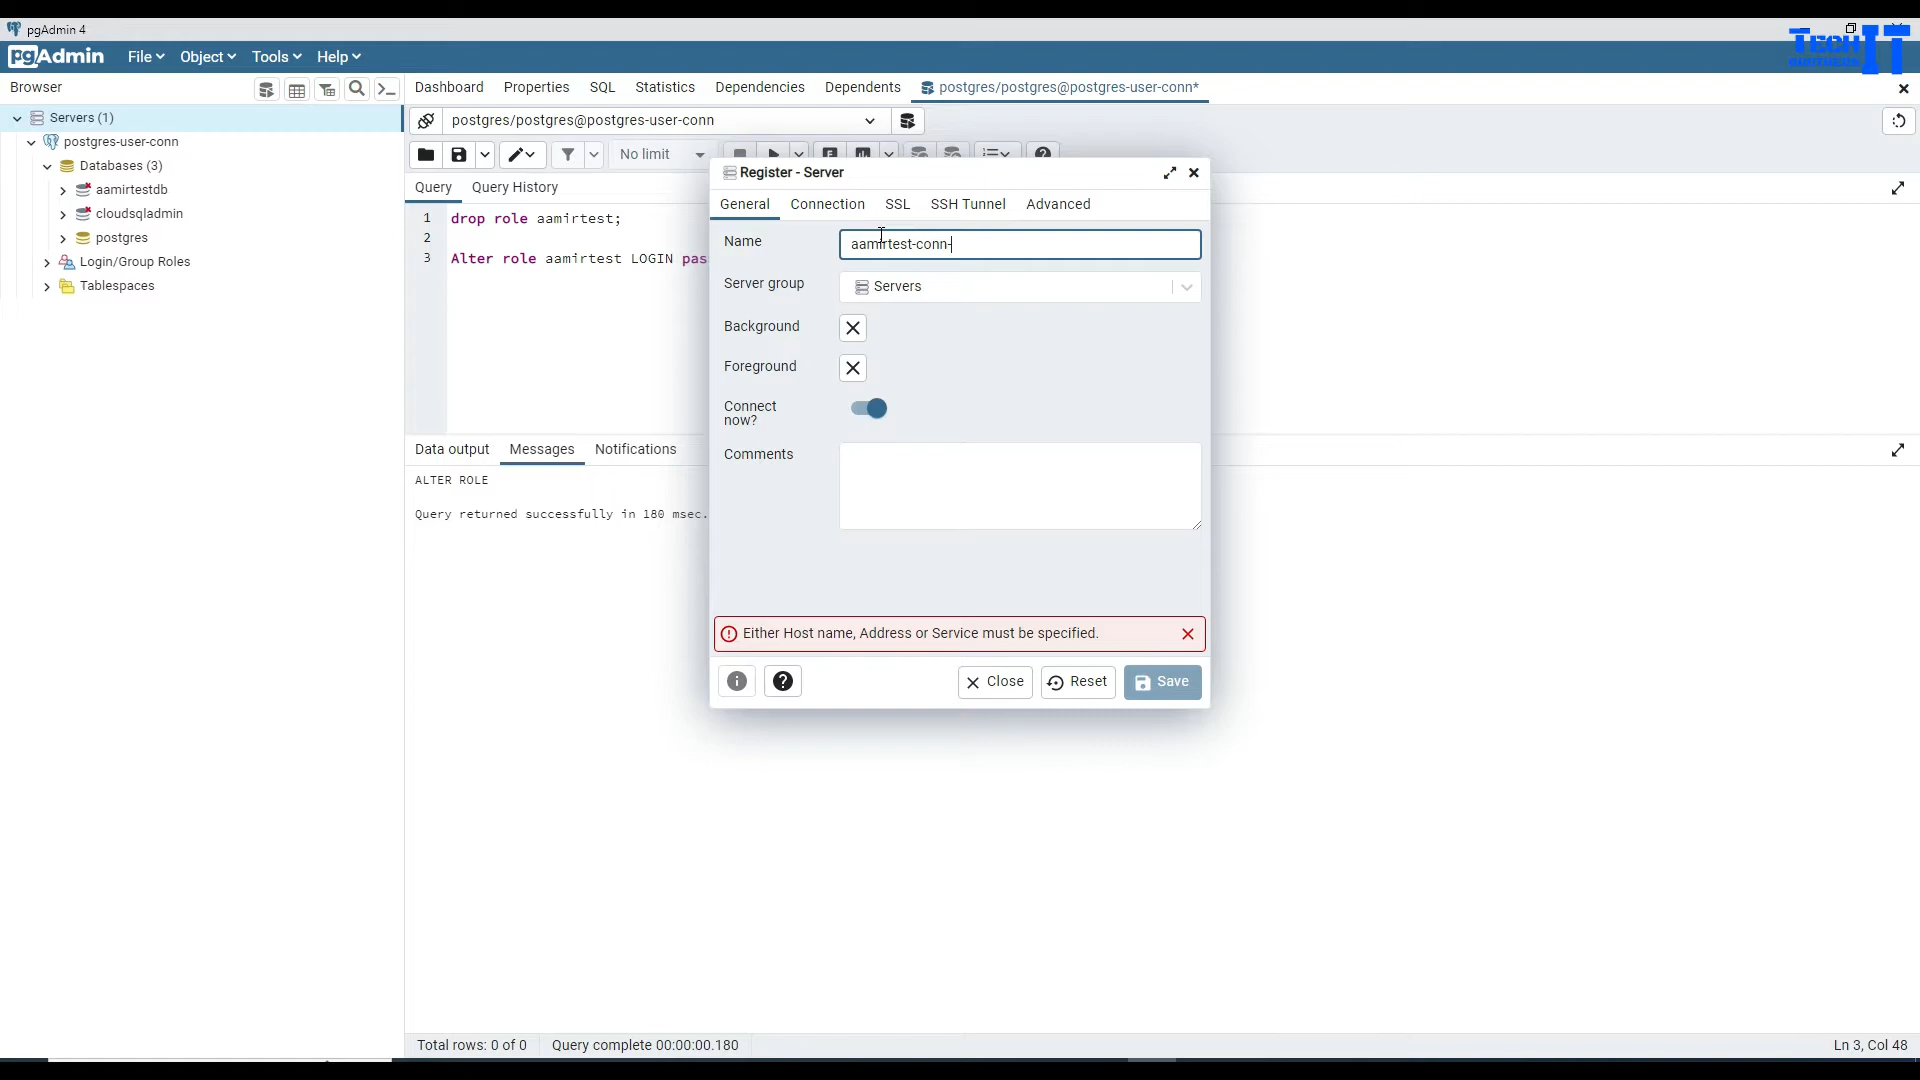 pgAdmin 4
TECH IT
pgAdmin File Object Tools Help
Browser
Dashboard Properties SQL Statistics Dependencies Dependents postgres/postgres@postgres-user-conn*
Servers (1)
postgres-user-conn
Databases (3)
aamirtestdb
cloudsqladmin
postgres
Login/Group Roles
Tablespaces
postgres/postgres@postgres-user-conn
No limit
Query Query History
1 drop role aamirtest;
2
3 Alter role aamirtest LOGIN pas
Register - Server
General Connection SSL SSH Tunnel Advanced
Name aamirtest-conn-
Server group Servers
Background
Foreground
Connect
now?
Comments
Either Host name, Address or Service must be specified.
Close Reset Save
Data output Messages Notifications
ALTER ROLE
Query returned successfully in 180 msec.
Total rows: 0 of 0 Query complete 00:00:00.180 Ln 3, Col 48